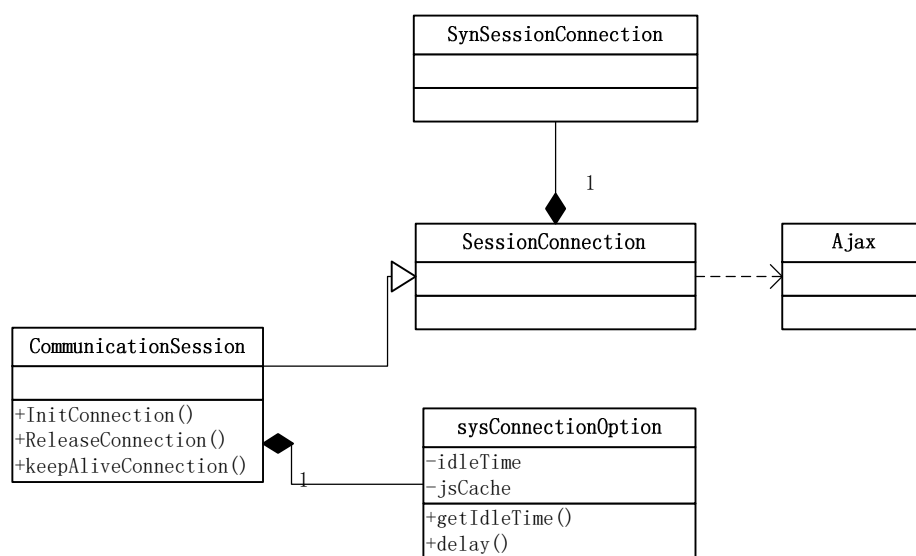 SynSessionConnection
1
SessionConnection
Ajax
CommunicationSession
+InitConnection()
+ReleaseConnection()
+keepAliveConnection()
1
sysConnectionOption
-idleTime
-jsCache
+getIdleTime()
+delay()